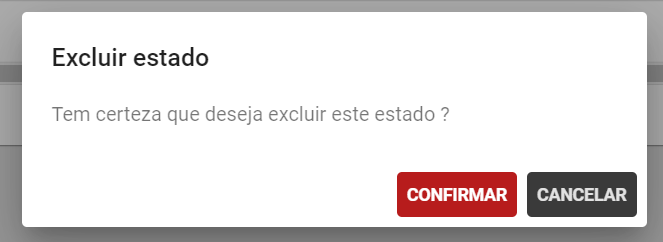 Excluir estado
Tem certeza que deseja excluir este estado ?
CONFIRMAR CANCELAR